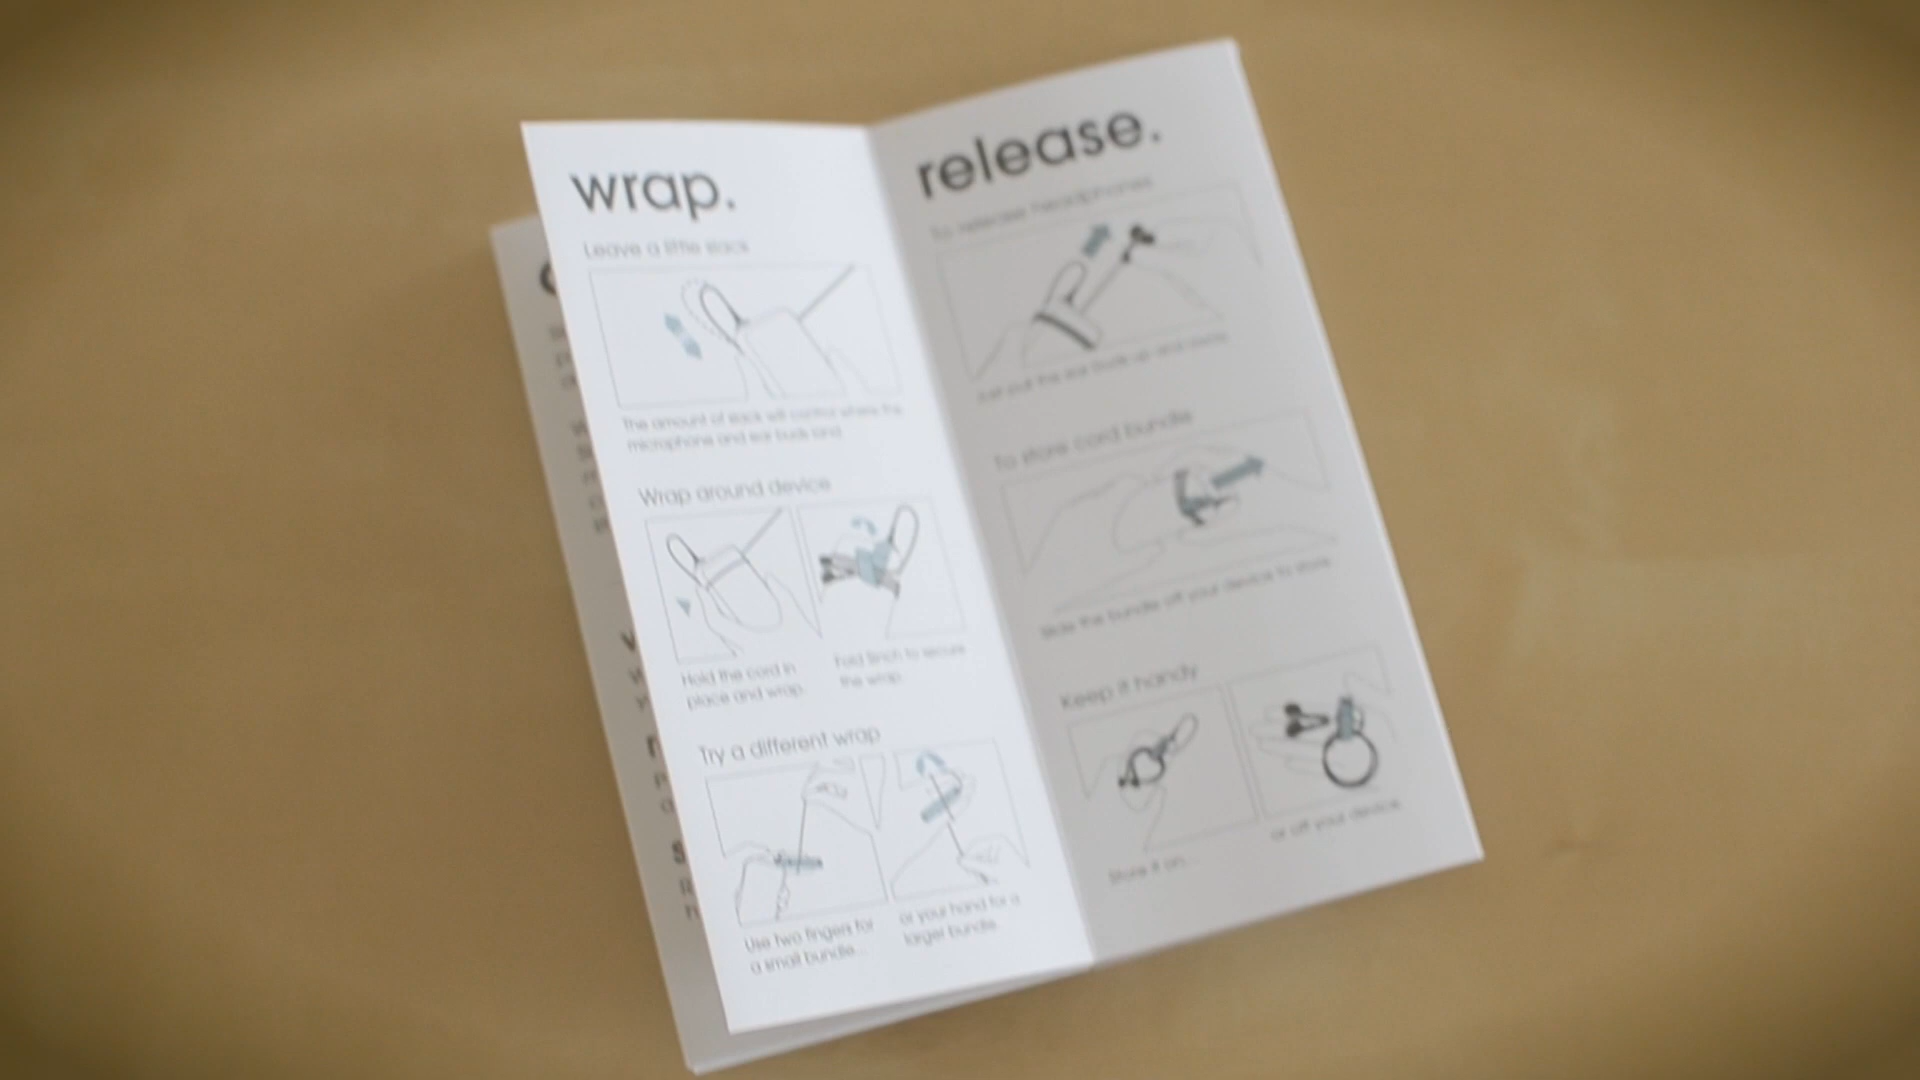 wrap.
Leave a little slack
The amount of slack will control where the
microphone and ear buds land
Wrap around device
Hold the cord in
place and wrap.
Fold 5inch to secure
the wrap.
Try a different wrap
Use two fingers for
a small bundle...
or your hand for a
larger bundle.
release.
To release headphones
Just pull the ear buds up and
To store cord bundle
Slide the bundle off your device to store.
Keep it handy
Store it on...
or off your device.